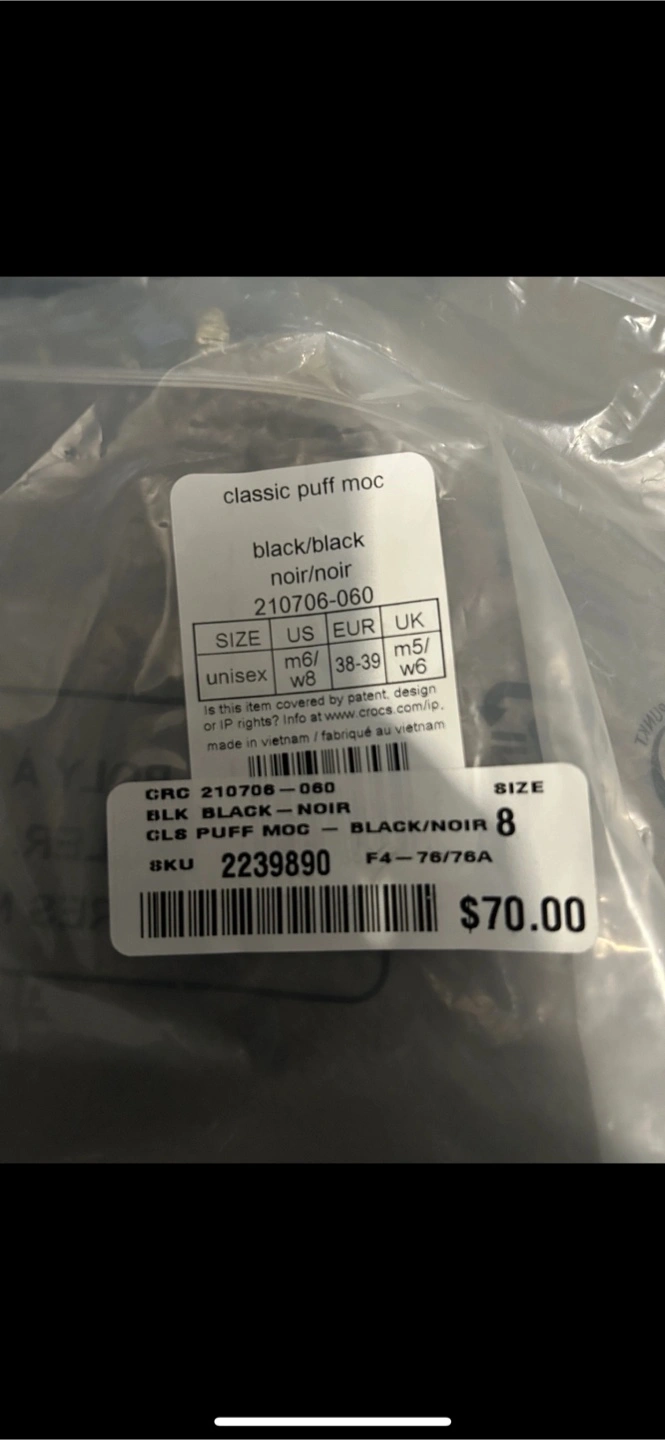 classic puff moc
black/black
noir/noir
210706-060
SIZE US EUR UK
unisex m6/ w8 38-39 m5/ w6
Is this item covered by patent, design
or IP rights? Info at www.crocs.com/ip.
made in vietnam / fabriqué au vietnam
CRC 210706-060 SIZE
BLK BLACK-NOIR
CLS PUFF MOC - BLACK/NOIR 8
SKU 2239890 F4-76/76A
$70.00